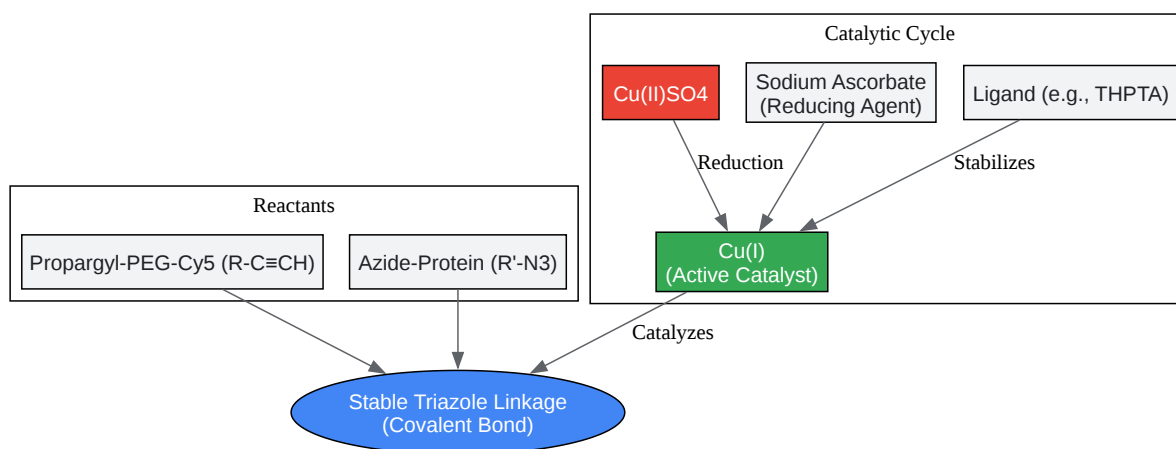 Catalytic Cycle
Cu(II)SO4
Sodium Ascorbate
(Reducing Agent)
Ligand (e.g., THPTA)
Reduction
Stabilizes
Reactants
Propargyl-PEG-Cy5 (R-C≡CH)
Azide-Protein (R'-N3)
Cu(I)
(Active Catalyst)
Catalyzes
Stable Triazole Linkage
(Covalent Bond)